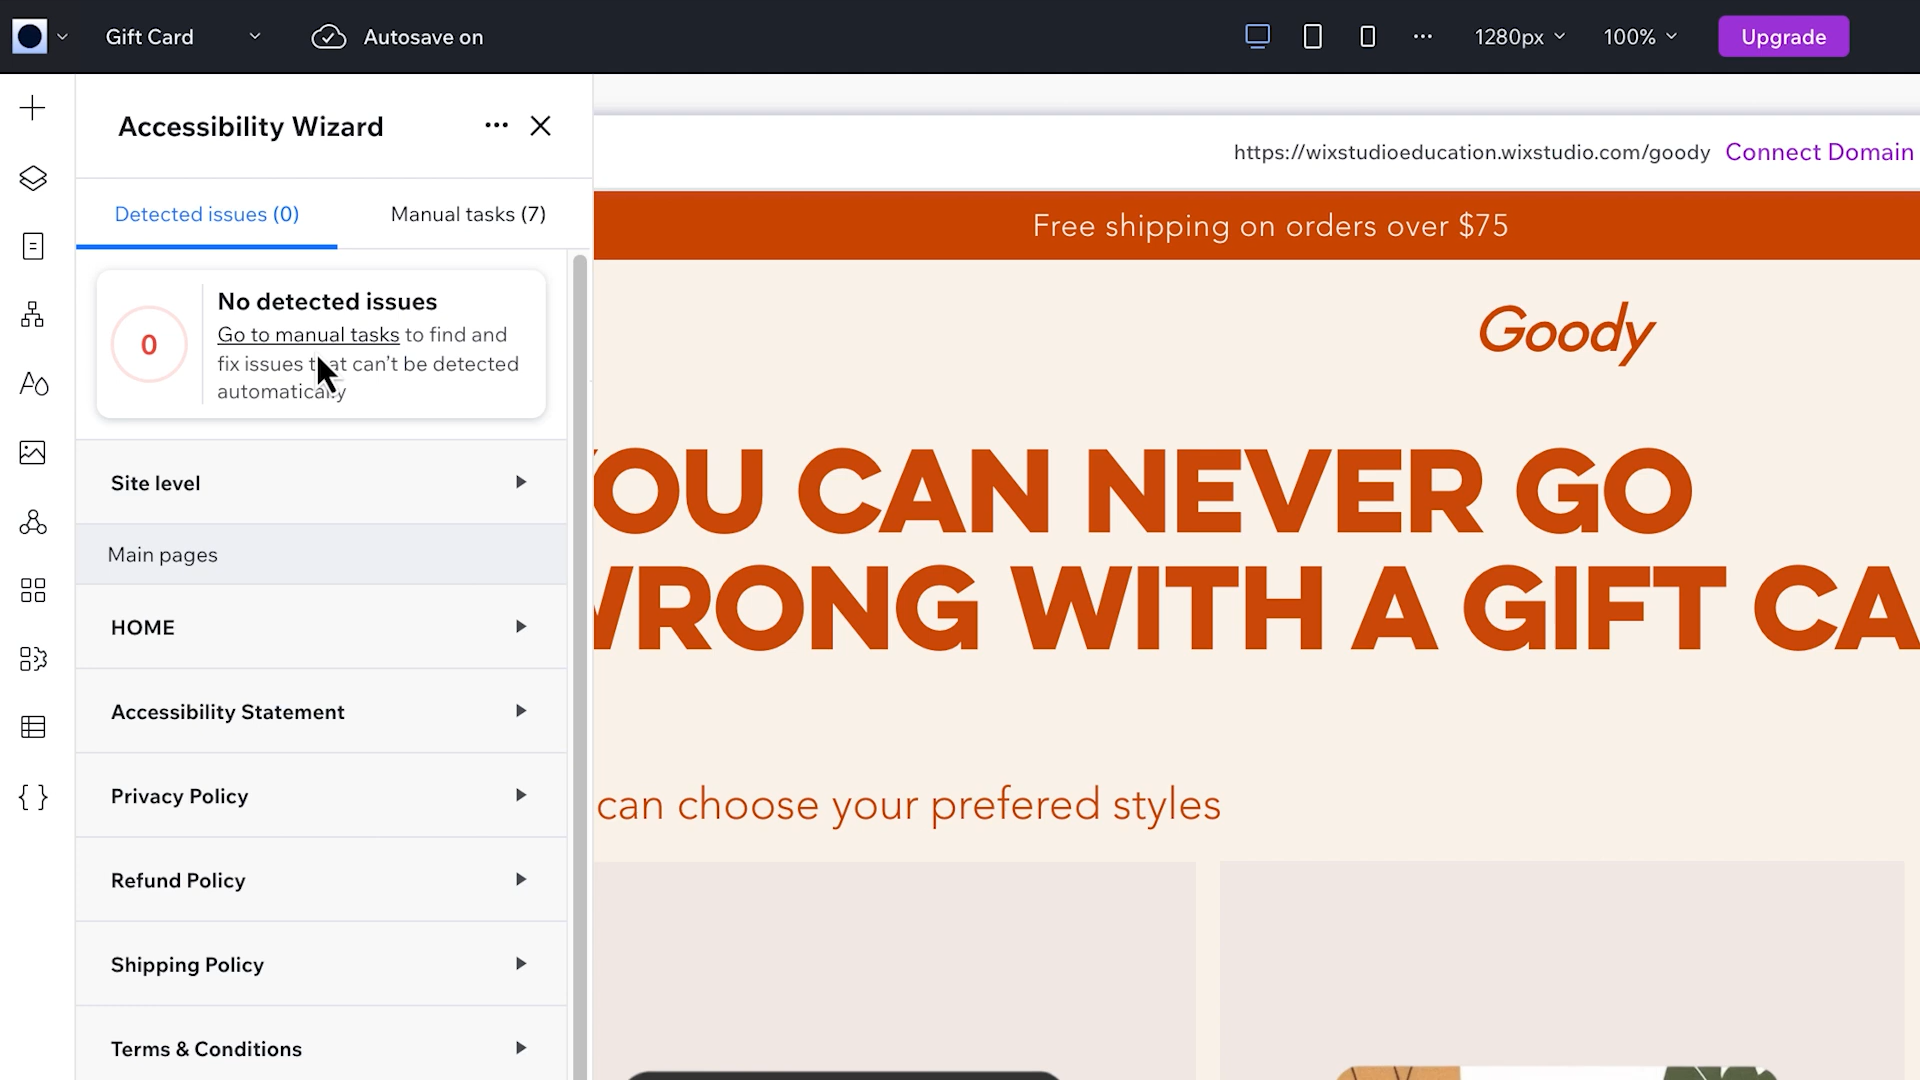 Gift Card
Autosave on
1280px
100%
Upgrade
Accessibility Wizard
Detected issues (0)
Manual tasks (7)
0
No detected issues
Go to manual tasks to find and
fix issues that can't be detected
automatically
Site level
Main pages
HOME
Accessibility Statement
Privacy Policy
Refund Policy
Shipping Policy
Terms & Conditions
https://wixstudioeducation.wixstudio.com/goody Connect Domain
Free shipping on orders over $75
Goody
OU CAN NEVER GO
WRONG WITH A GIFT CA
can choose your prefered styles